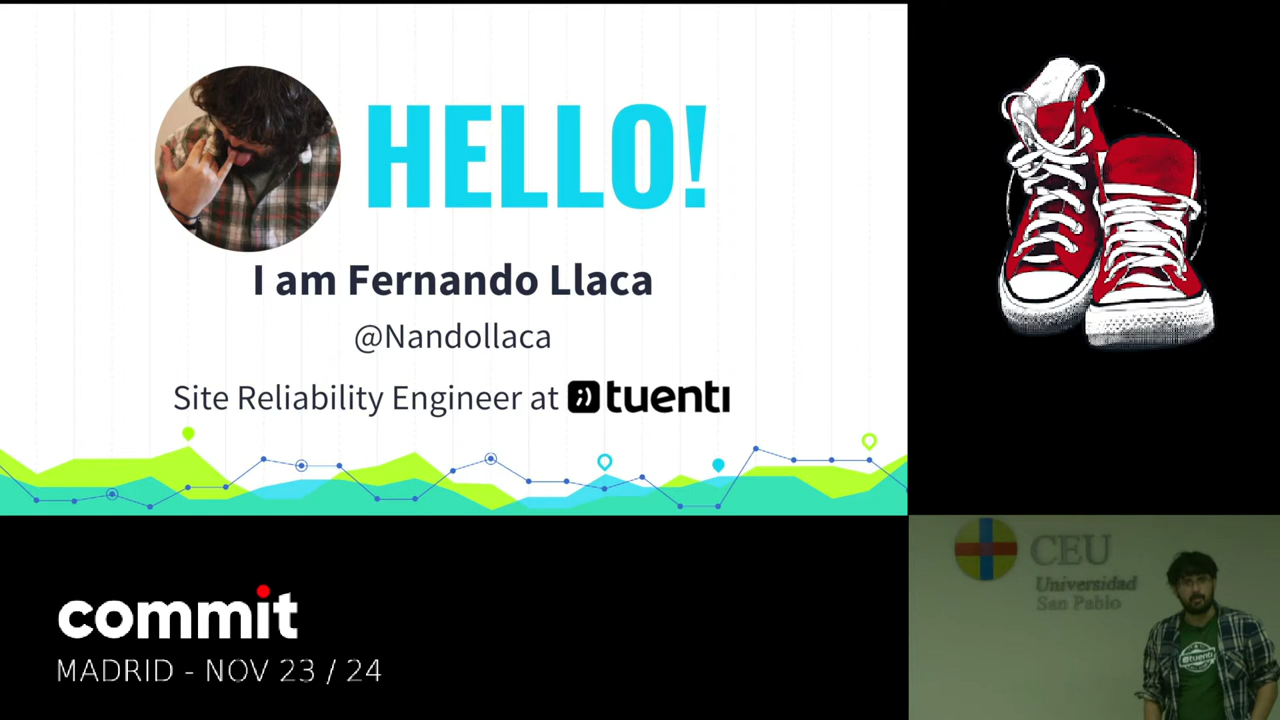 HELLO!
I am Fernando Llaca
@Nandollaca
Site Reliability Engineer at ;) tuenti
commit
MADRID - NOV 23 / 24
CEU
Universidad
San Pablo
tuenti